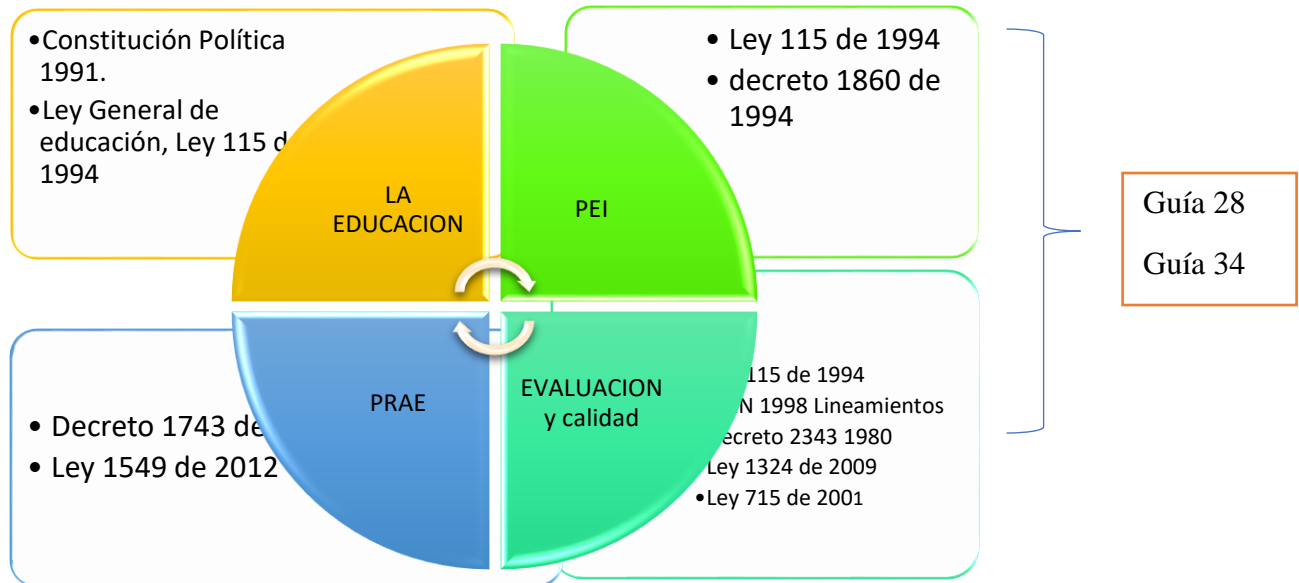 •Constitución Política
1991.
•Ley General de
educación, Ley 115 d
1994
• Ley 115 de 1994
• decreto 1860 de
1994
LA
EDUCACION
PEI
Guía 28
Guía 34
PRAE
EVALUACION
y calidad
• Decreto 1743 de
• Ley 1549 de 2012
115 de 1994
N 1998 Lineamientos
ecreto 2343 1980
Ley 1324 de 2009
•Ley 715 de 2001